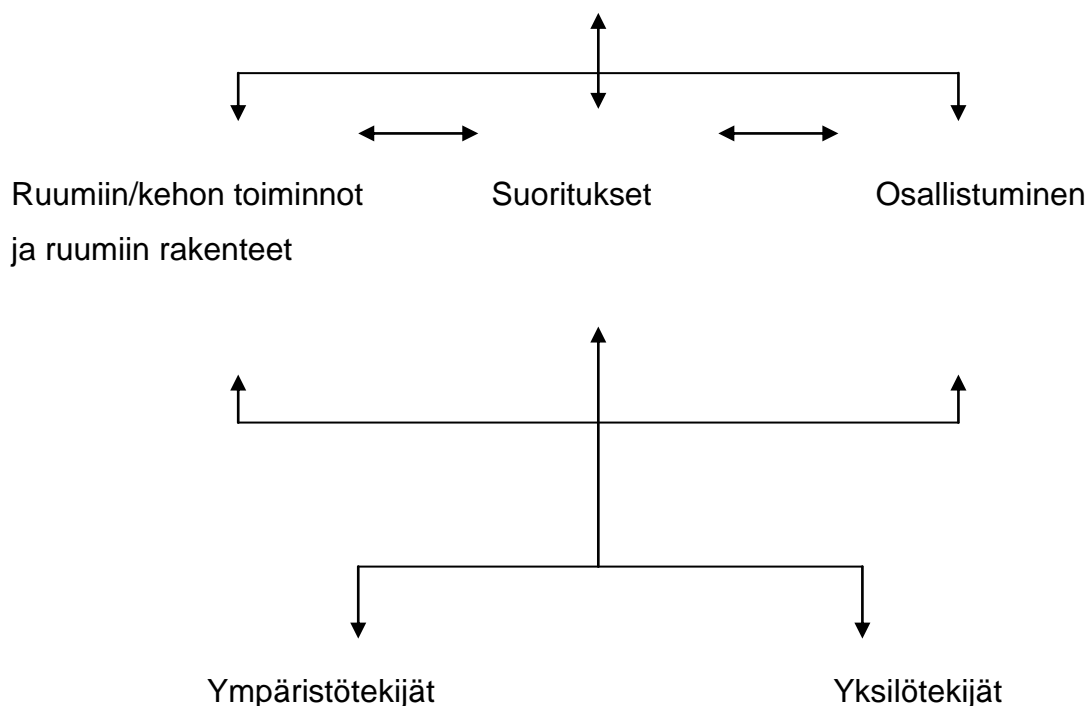 Ruumiin/kehon toiminnot Suoritukset Osallistuminen
ja ruumiin rakenteet
Ympäristötekijät Yksilötekijät